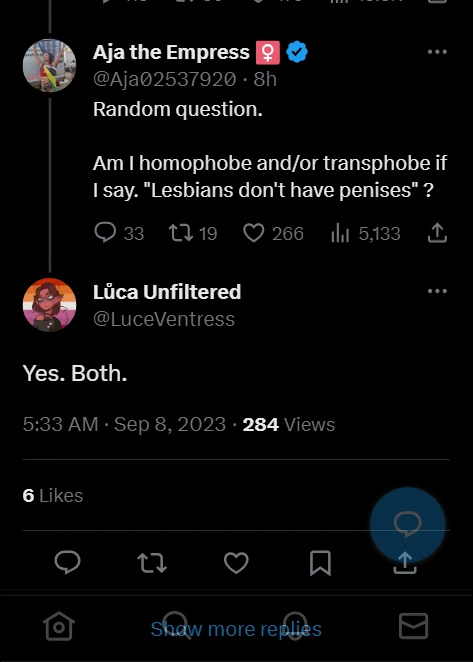 Aja the Empress
@Aja02537920 · 8h
Random question.
Am I homophobe and/or transphobe if
I say. "Lesbians don't have penises" ?
33 19 266 5,133
Lůca Unfiltered
@LuceVentress
Yes. Both.
5:33 AM · Sep 8, 2023 · 284 Views
6 Likes
Show more replies